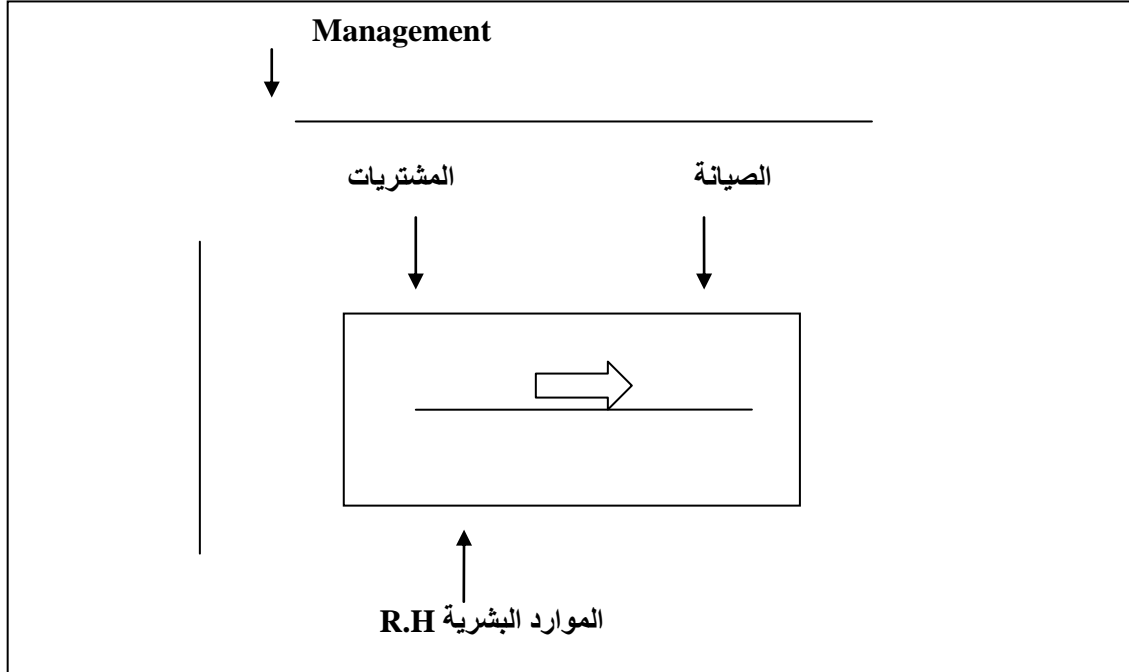 Management
المشتريات
الصيانة
الموارد البشرية R.H